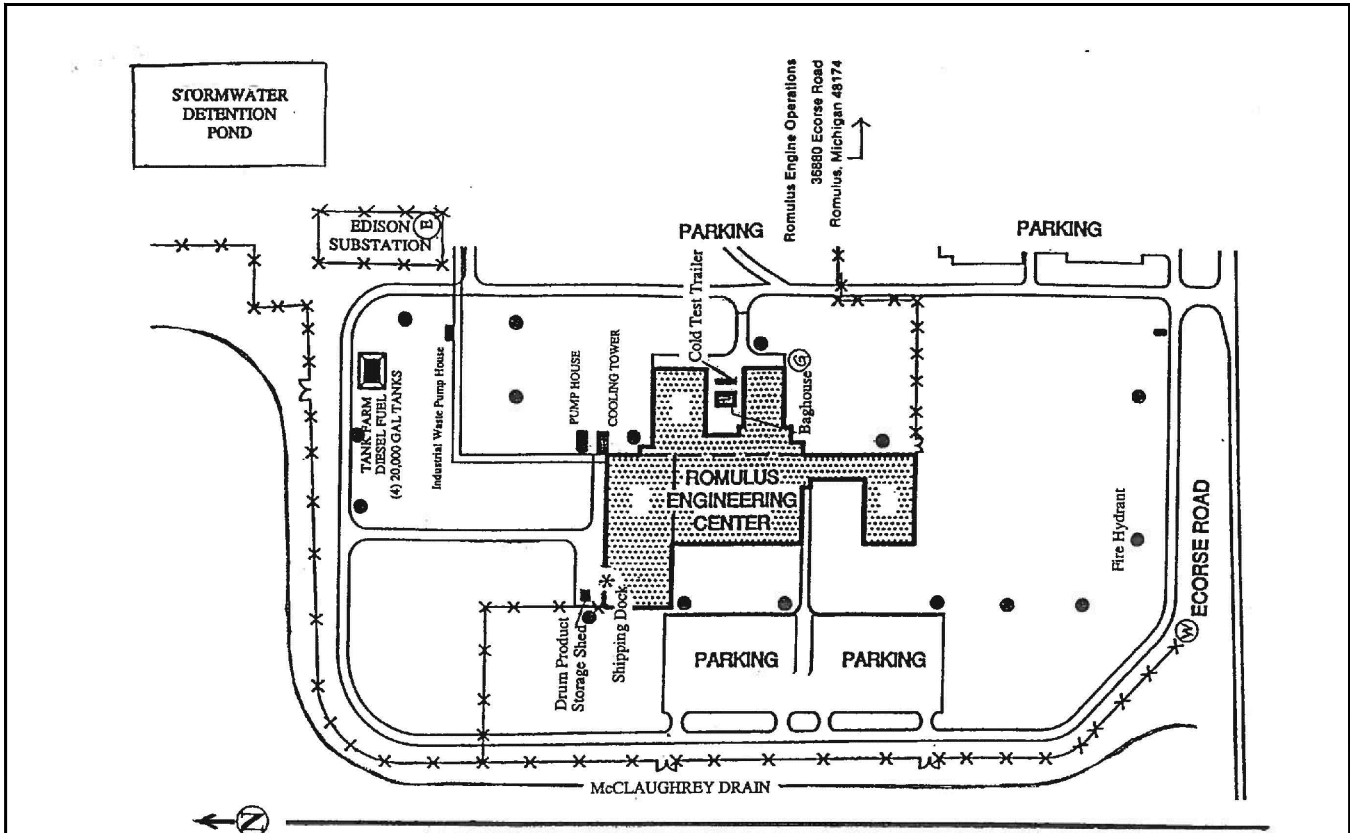 STORMWATER
DETENTION
POND
Romulus Engine Operations
36880 Ecorse Road
Romulus, Michigan 48174
EDISON
SUBSTATION
E
PARKING
PARKING
Cold Test Trailer
G
Baghouse
TANK FARM
DIESEL FUEL
(4) 20,000 GAL TANKS
Industrial Waste Pump House
PUMP HOUSE
COOLING TOWER
ROMULUS
ENGINEERING
CENTER
Fire Hydrant
ECORSE ROAD
W
Drum Product
Storage Shed
Shipping Dock
PARKING
PARKING
McCLAUGHREY DRAIN
N